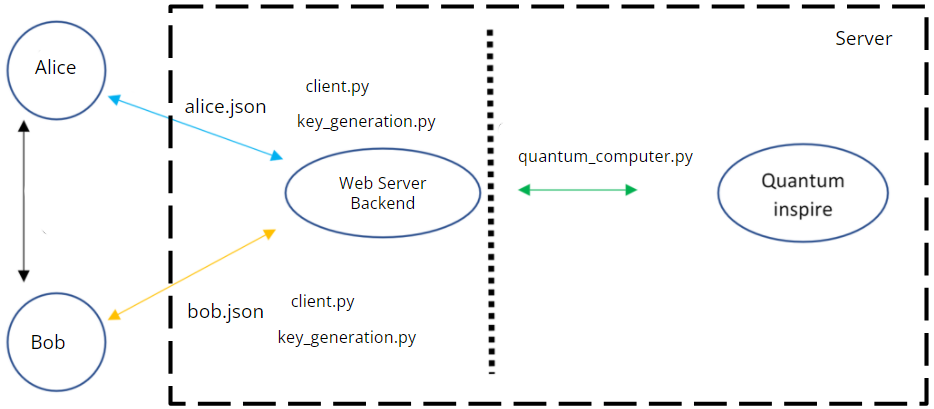 Server
Alice
client.py
alice.json
key_generation.py
quantum_computer.py
Web Server
Backend
Quantum
inspire
client.py
bob.json
key_generation.py
Bob